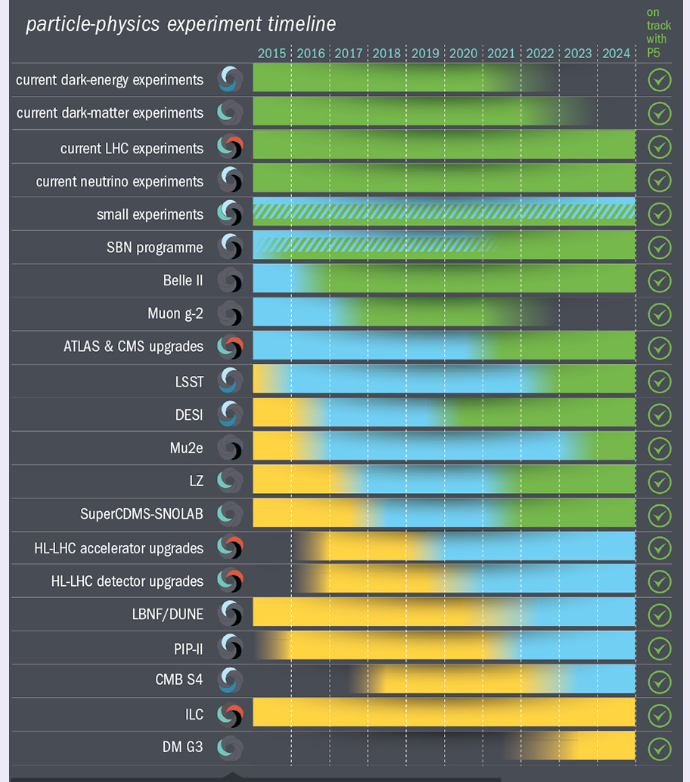 particle-physics experiment timeline
on
track
with
P5
2015 2016 2017 2018 2019 2020 2021 2022 2023 2024
current dark-energy experiments
current dark-matter experiments
current LHC experiments
current neutrino experiments
small experiments
SBN programme
Belle II
Muon g-2
ATLAS & CMS upgrades
LSST
DESI
Mu2e
LZ
SuperCDMS-SNOLAB
HL-LHC accelerator upgrades
HL-LHC detector upgrades
LBNF/DUNE
PIP-II
CMB S4
ILC
DM G3